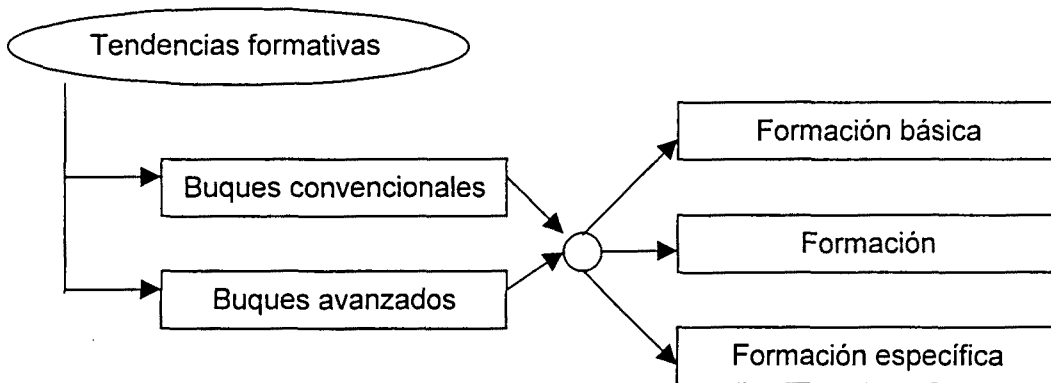 Tendencias formativas
Buques convencionales
Buques avanzados
Formación básica
Formación
Formación específica